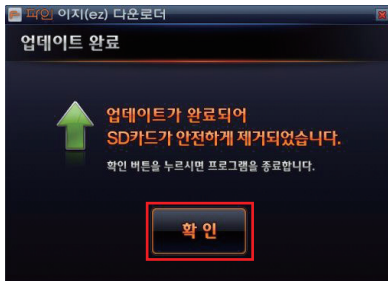 파인 이지(ez) 다운로더
업데이트 완료
업데이트가 완료되어
SD카드가 안전하게 제거되었습니다.
확인 버튼을 누르시면 프로그램을 종료합니다.
확 인